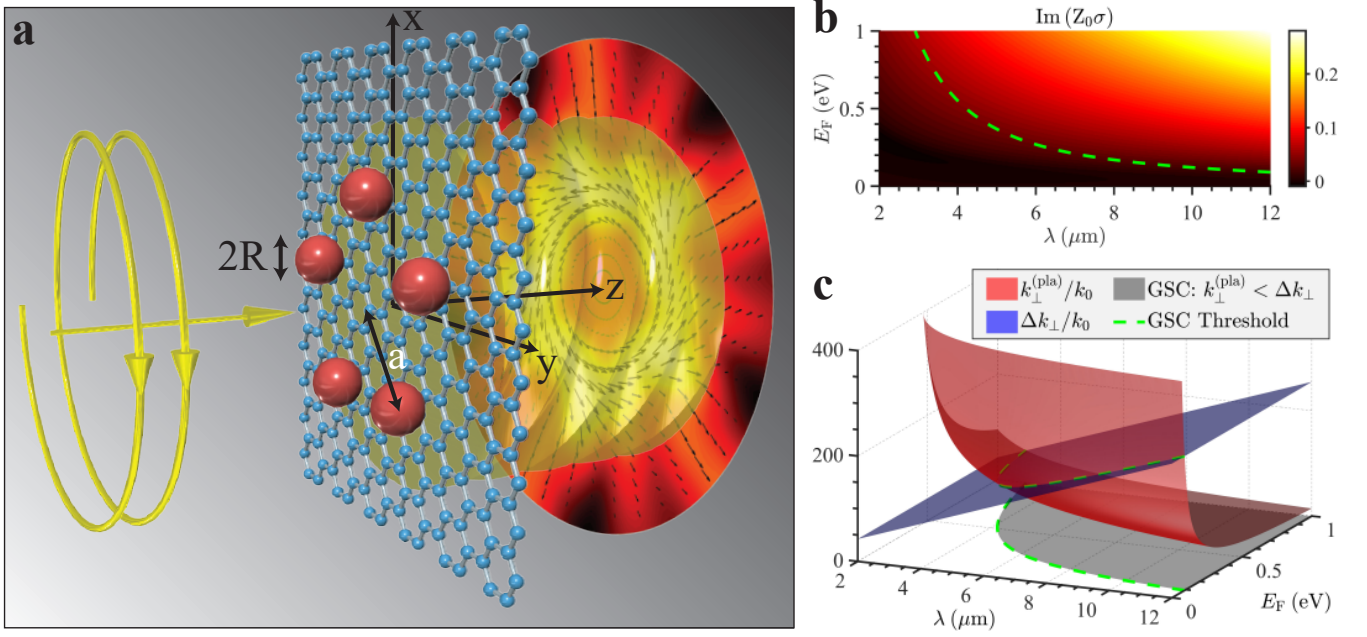 a
x
2R
z
y
a
b
Im (Z₀σ)
E_F (eV)
1
0.5
0
2
4
6
8
10
12
λ (μm)
0.2
0.1
0
c
k⊥^(pla)/k₀
GSC: k⊥^(pla) < Δk⊥
Δk⊥/k₀
GSC Threshold
400
200
0
2
4
6
8
10
12
λ (μm)
0
0.5
1
E_F (eV)